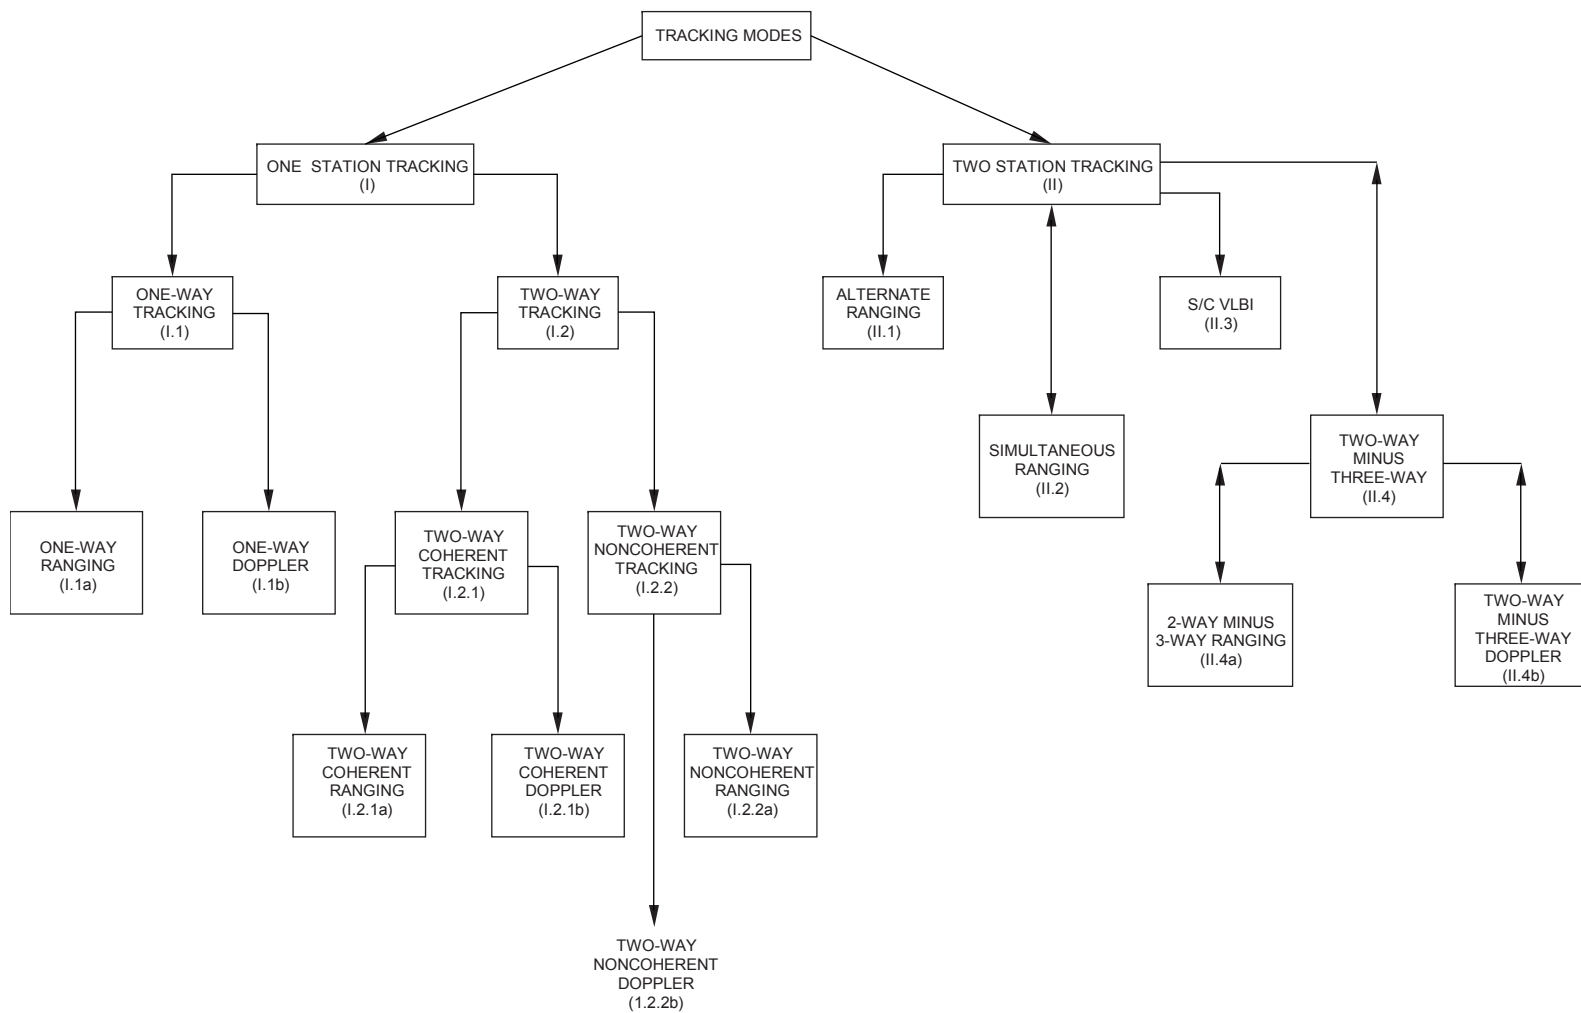 TRACKING MODES
ONE STATION TRACKING
(I)
TWO STATION TRACKING
(II)
ONE-WAY
TRACKING
(I.1)
TWO-WAY
TRACKING
(I.2)
ALTERNATE
RANGING
(II.1)
S/C VLBI
(II.3)
SIMULTANEOUS
RANGING
(II.2)
TWO-WAY
MINUS
THREE-WAY
(II.4)
ONE-WAY
RANGING
(I.1a)
ONE-WAY
DOPPLER
(I.1b)
TWO-WAY
COHERENT
TRACKING
(I.2.1)
TWO-WAY
NONCOHERENT
TRACKING
(I.2.2)
2-WAY MINUS
3-WAY RANGING
(II.4a)
TWO-WAY
MINUS
THREE-WAY
DOPPLER
(II.4b)
TWO-WAY
COHERENT
RANGING
(I.2.1a)
TWO-WAY
COHERENT
DOPPLER
(I.2.1b)
TWO-WAY
NONCOHERENT
RANGING
(I.2.2a)
TWO-WAY
NONCOHERENT
DOPPLER
(1.2.2b)